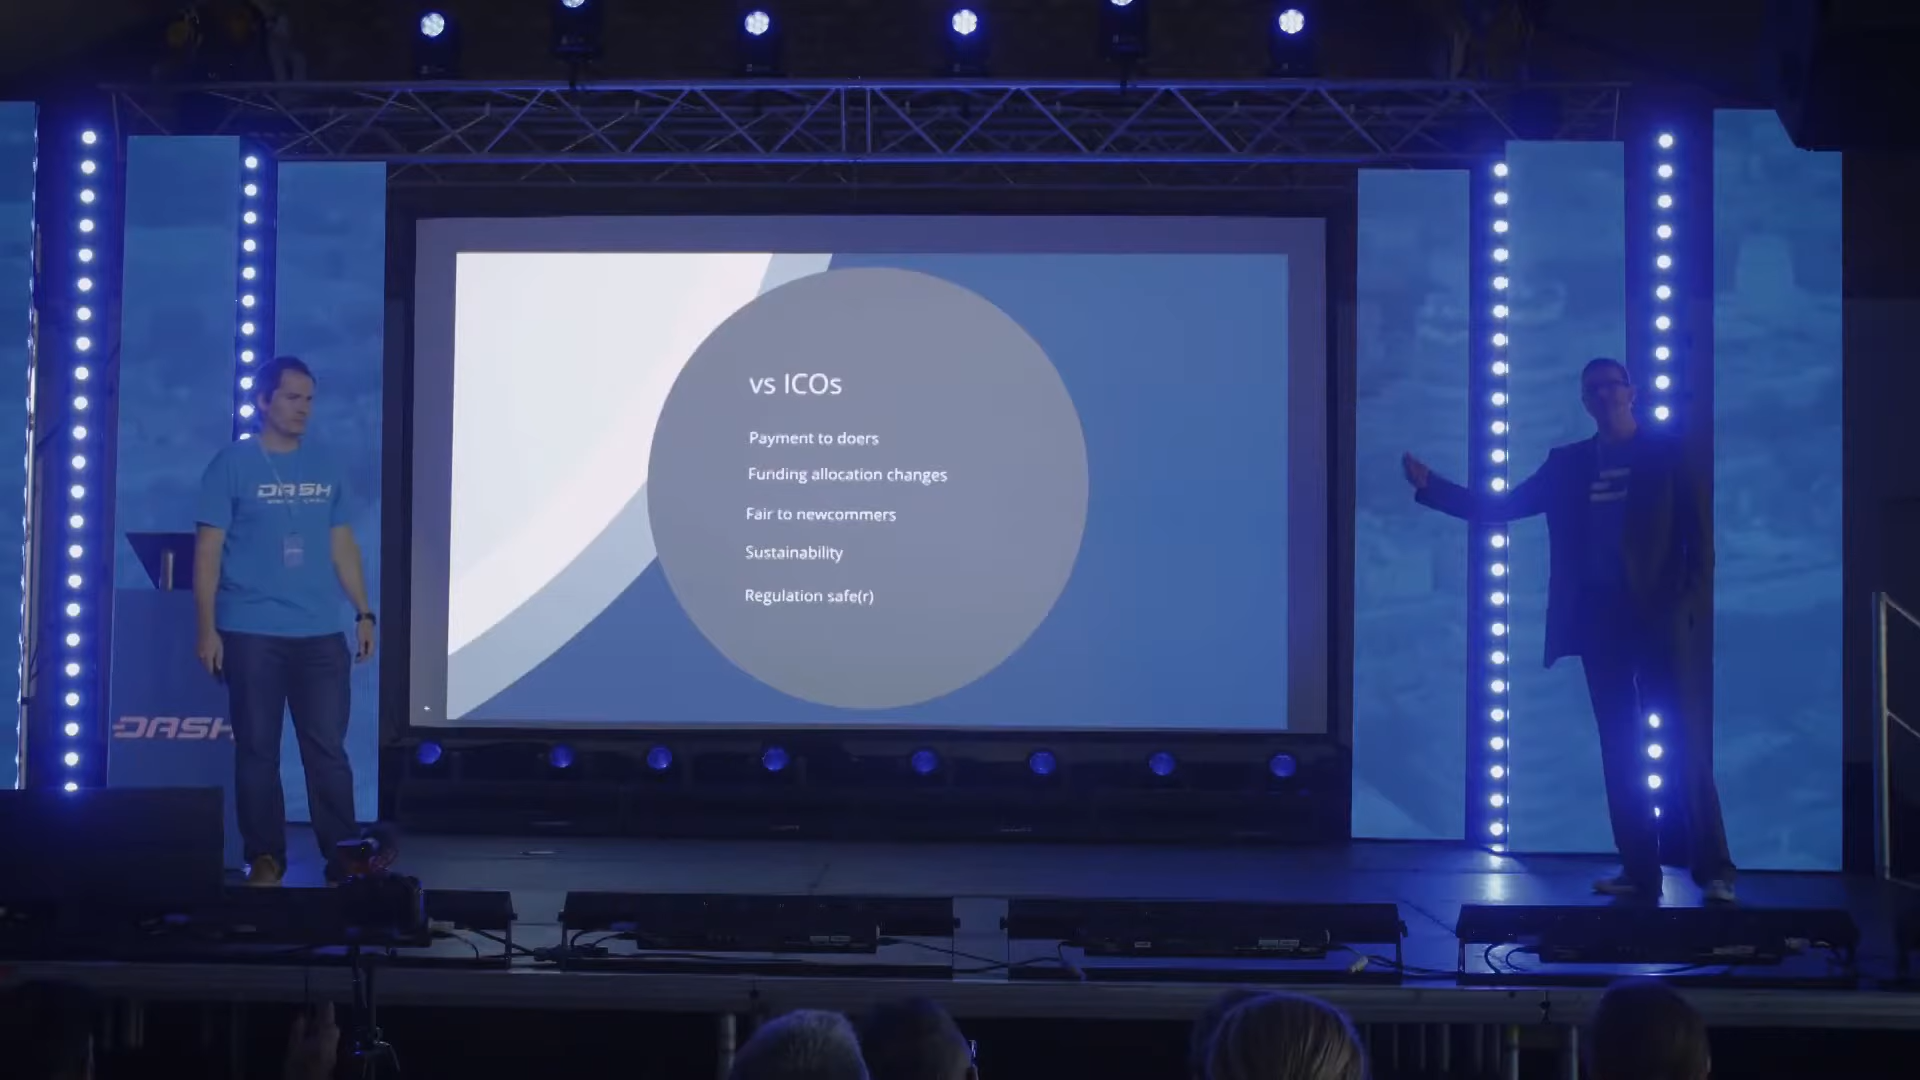 vs ICOs
Payment to doers
Funding allocation changes
Fair to newcommers
Sustainability
Regulation safe(r)
DASH
DASH